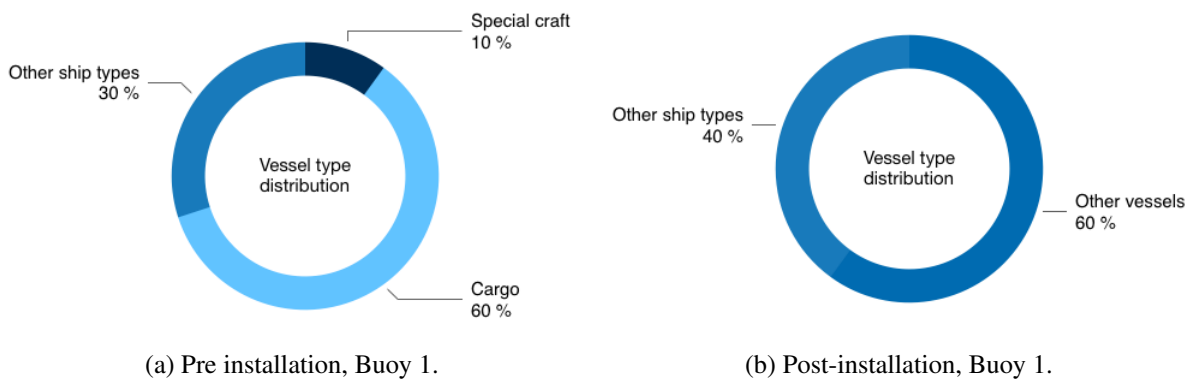 Special craft
10 %
Other ship types
30 %
Vessel type
distribution
Cargo
60 %
(a) Pre installation, Buoy 1.
Other ship types
40 %
Vessel type
distribution
Other vessels
60 %
(b) Post-installation, Buoy 1.